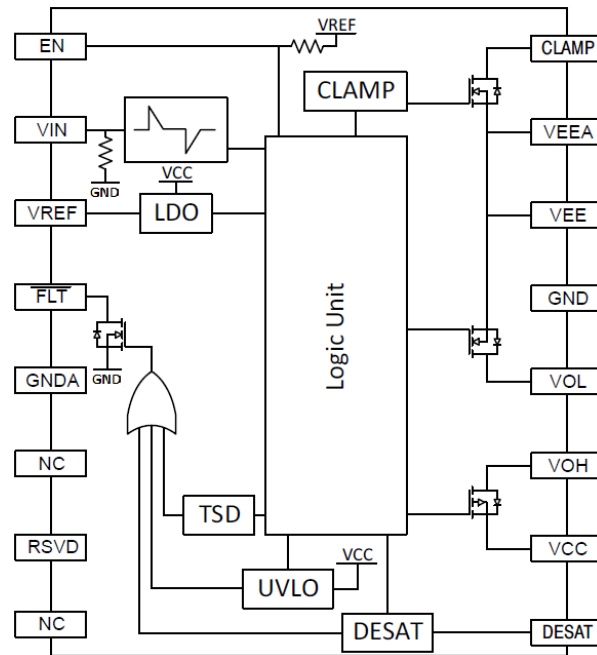 EN
VREF
CLAMP
CLAMP
VIN
VEEA
GND
VCC
VREF
LDO
VEE
FLT
GND
Logic Unit
GND
GNDA
VOL
NC
VOH
TSD
RSVD
VCC
UVLO
VCC
NC
DESAT
DESAT